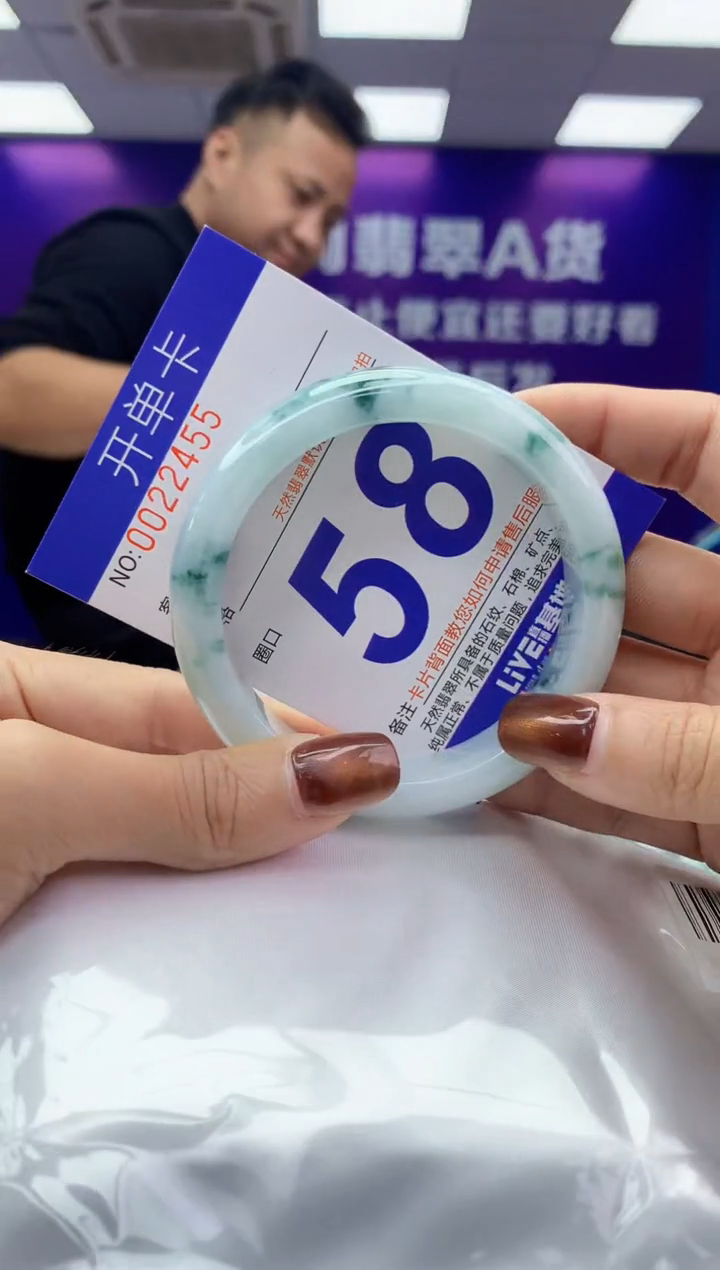 翡翠A货
便宜还要好看
开单卡
NO:0022455
天然翡翠默认
圈口
58
备注 卡片背面教您如何申请售后服
天然翡翠所具备的石纹、石棉、矿点、
纯属正常、不属于质量问题,追求完美
LIVE
基地